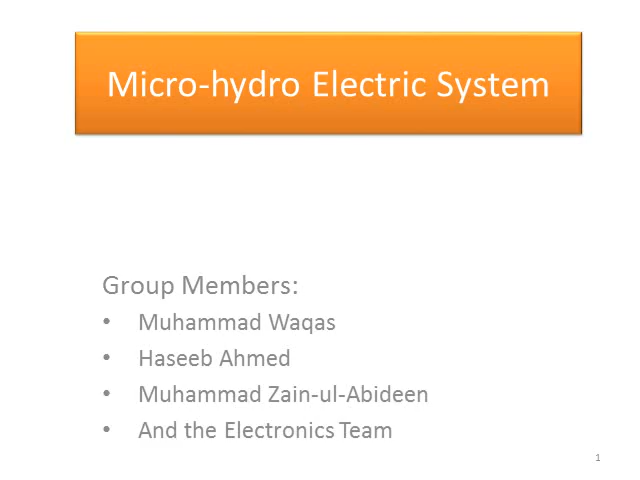 Micro-hydro Electric System
Group Members:
• Muhammad Waqas
• Haseeb Ahmed
• Muhammad Zain-ul-Abideen
• And the Electronics Team
1